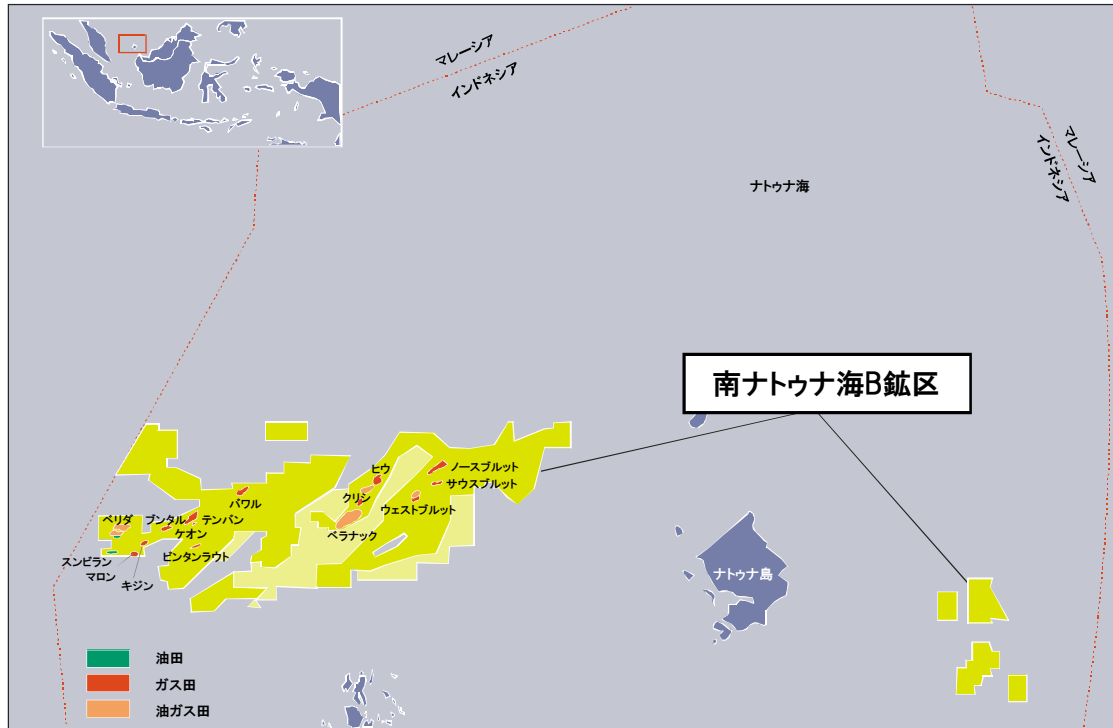 マレーシア
インドネシア
マレーシア
インドネシア
ナトゥナ海
南ナトゥナ海B鉱区
ヒウ
ノースブルット
サウスブルット
クリシ
バワル
ウェストブルット
ベリダ
ブンタル
テンバン
ケオン
ベラナック
ビンタンラウト
スンビラン
マロン
キジン
ナトゥナ島
油田
ガス田
油ガス田